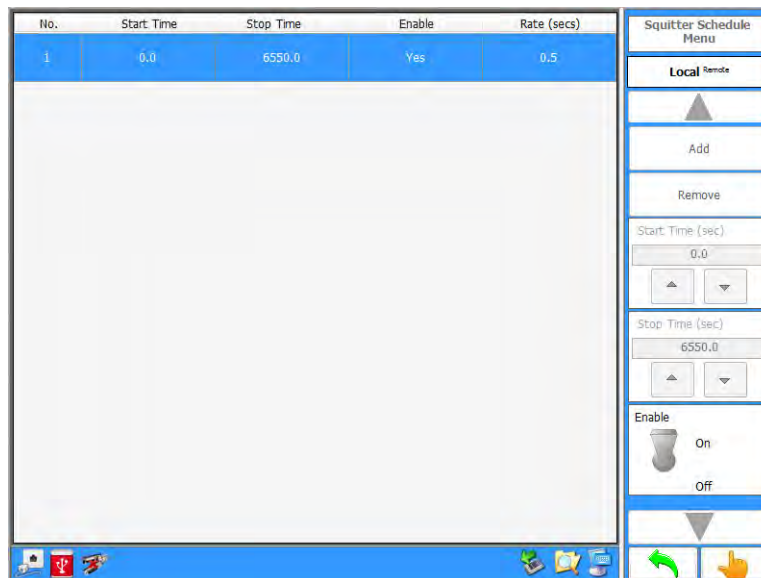 No. Start Time Stop Time Enable Rate (secs)
1 0.0 6550.0 Yes 0.5
Squitter Schedule
Menu
Local Remote
Add
Remove
Start Time (sec)
0.0
Stop Time (sec)
6550.0
Enable
On
Off